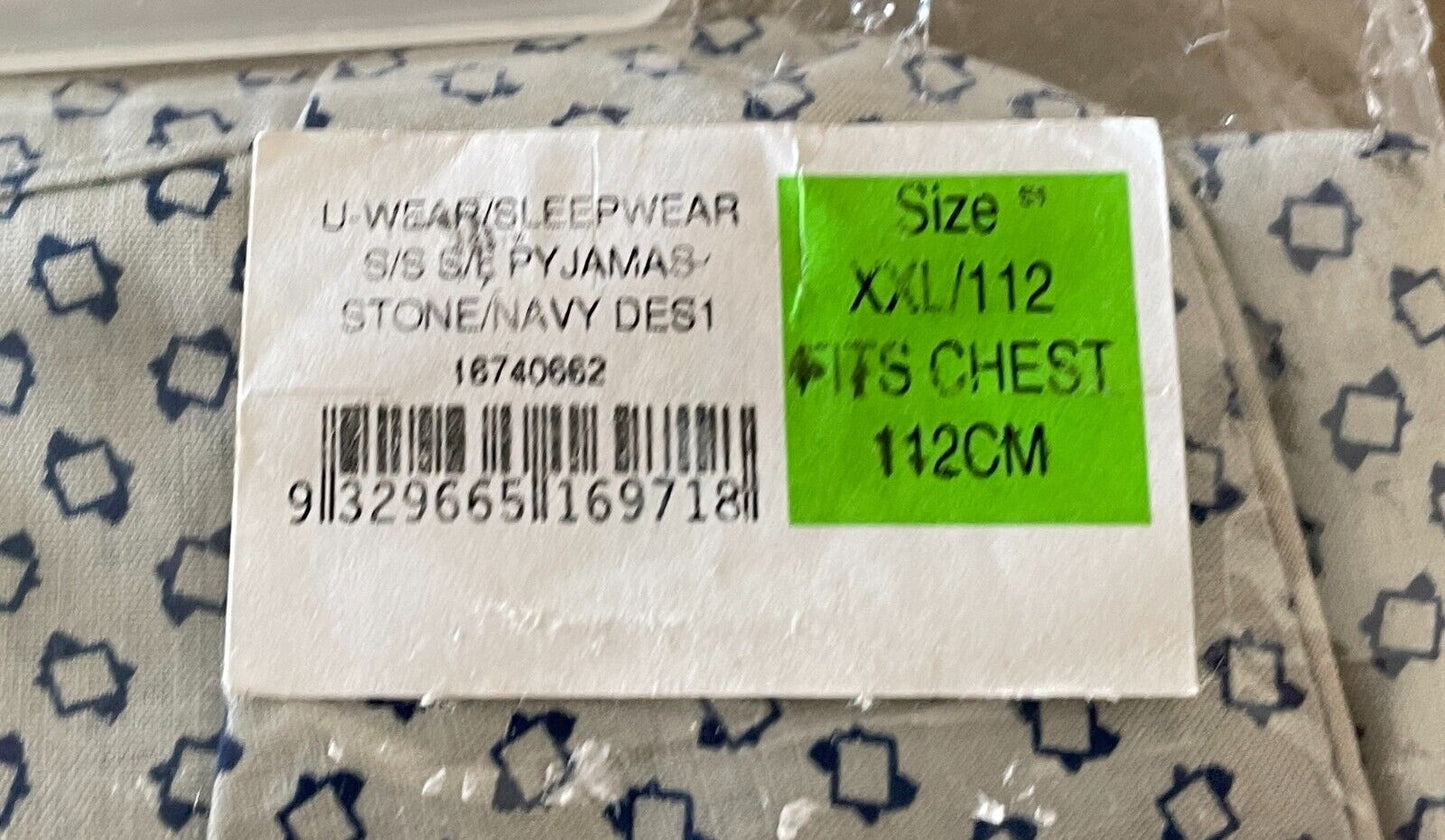 U-WEAR/SLEEPWEAR
S/S S/L PYJAMAS-
STONE/NAVY DES1
16740662
9 329665 169718
Size
XXL/112
FITS CHEST
112CM